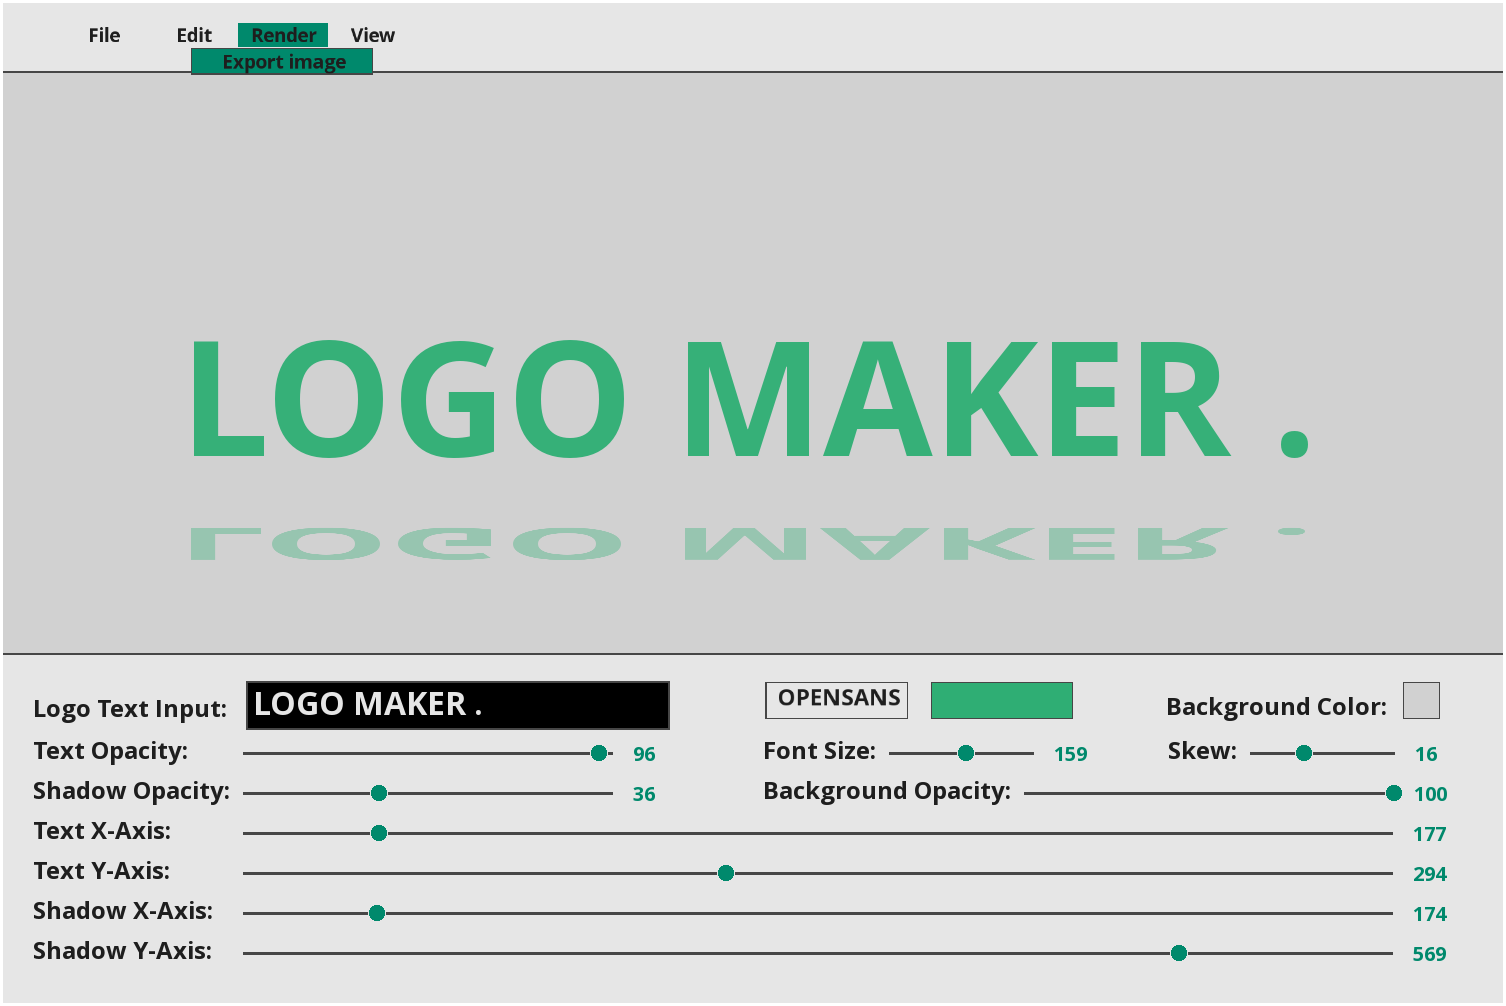 File Edit Render View
Export image
LOGO MAKER .
LOGO MAKER .
Logo Text Input: LOGO MAKER . OPENSANS Background Color:
Text Opacity: 96 Font Size: 159 Skew: 16
Shadow Opacity: 36 Background Opacity: 100
Text X-Axis: 177
Text Y-Axis: 294
Shadow X-Axis: 174
Shadow Y-Axis: 569